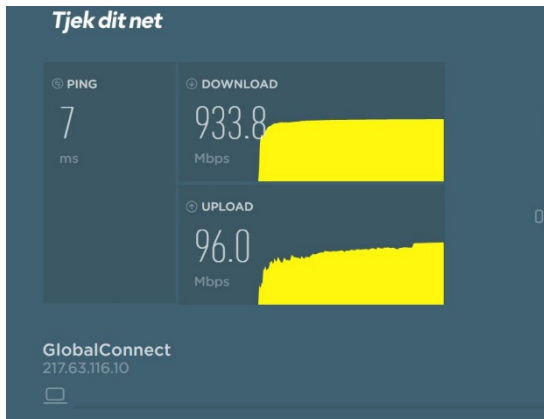 Tjek dit net
PING
7
ms
DOWNLOAD
933.8
Mbps
UPLOAD
96.0
Mbps
GlobalConnect
217.63.116.10